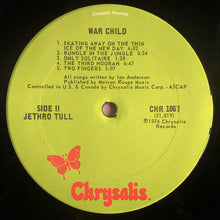 Chrysalis Records
WAR CHILD
1. SKATING AWAY ON THE THIN
ICE OF THE NEW DAY 4:02
2. BUNGLE IN THE JUNGLE 3:34
3. ONLY SOLITAIRE 1:28
4. THE THIRD HOORAH 4:50
5. TWO FINGERS 5:07
All songs written by Ian Anderson
Published by Maison Rouge Music
Controlled in U.S. & Canada by Chrysalis Music Corp. - ASCAP
SIDE II
CHR 1067
JETHRO TULL
(31,819)
℗1974 Chrysalis
Records.
Chrysalis